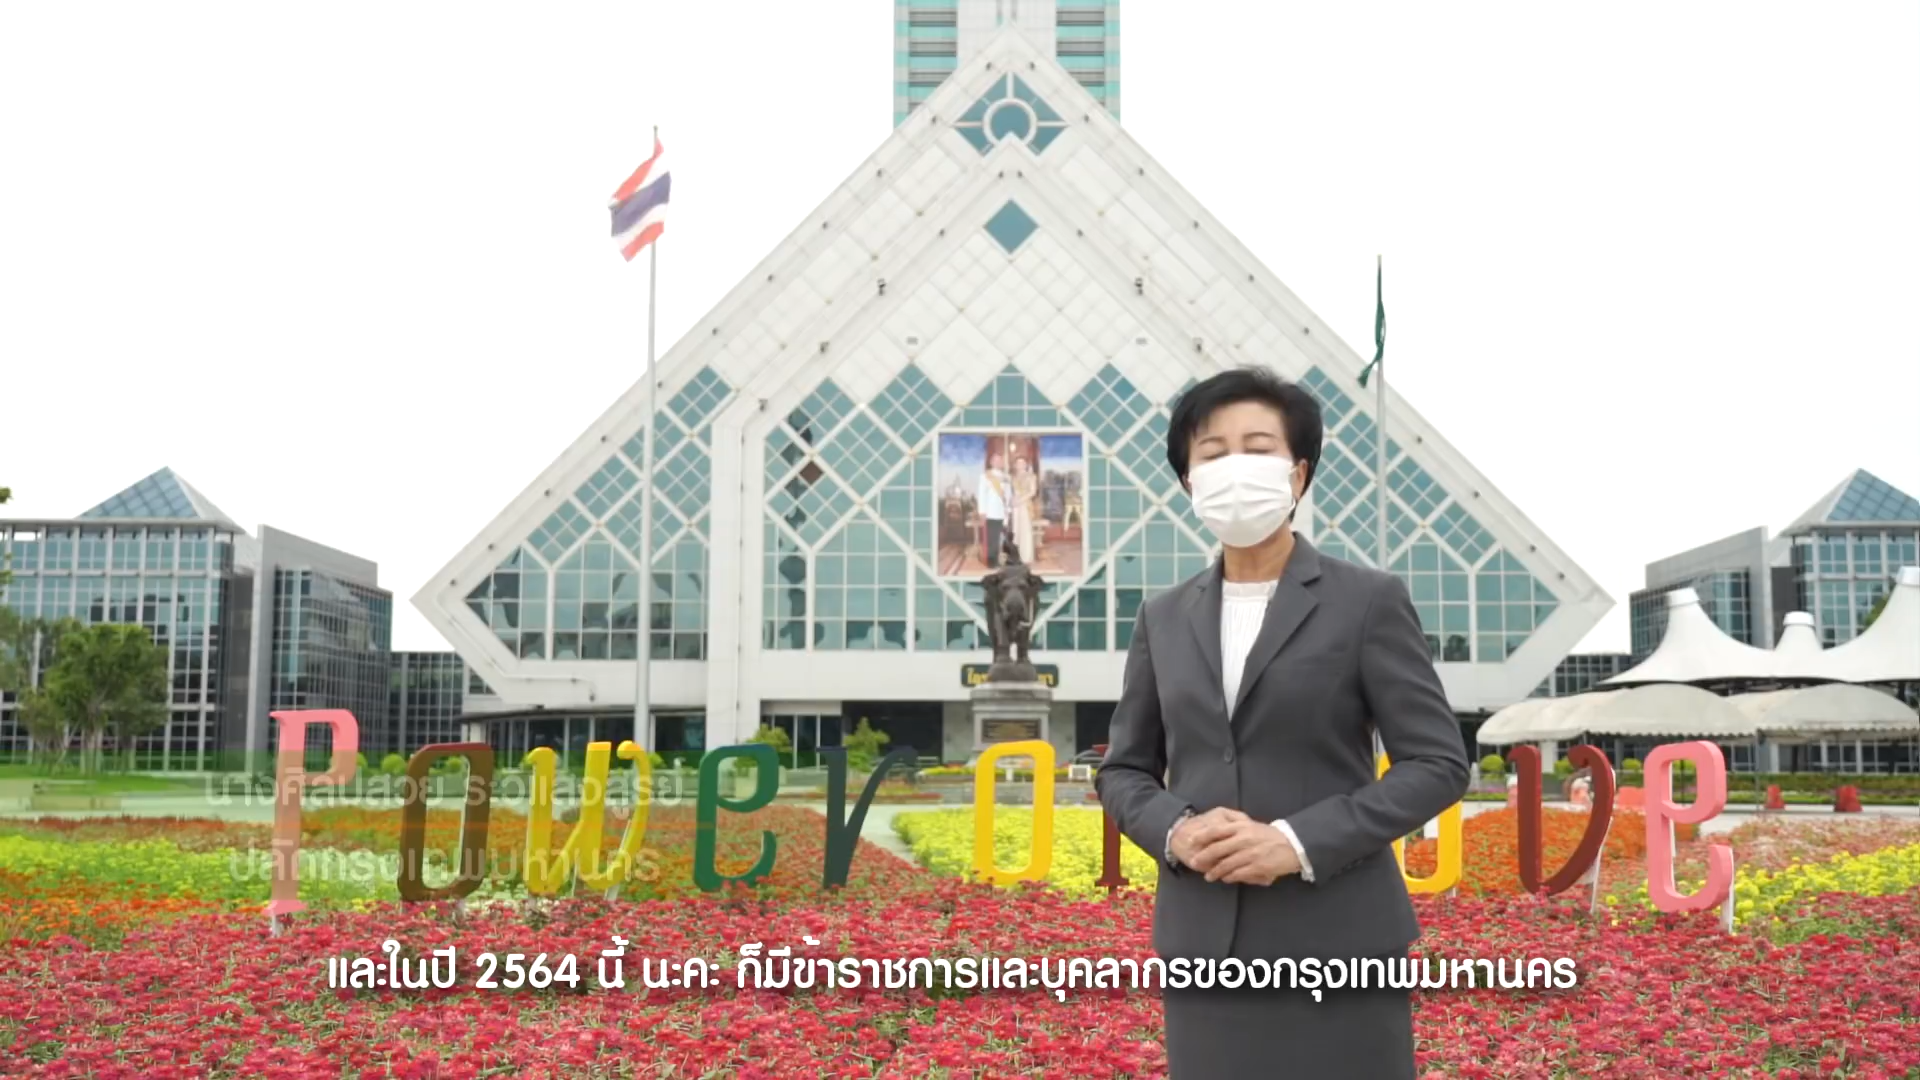 Power of Love
นางศิลปสวย ระวีแสงสูรย์
ปลัดกรุงเทพมหานคร
และในปี 2564 นี้ นะคะ ก็มีข้าราชการและบุคลากรของกรุงเทพมหานคร